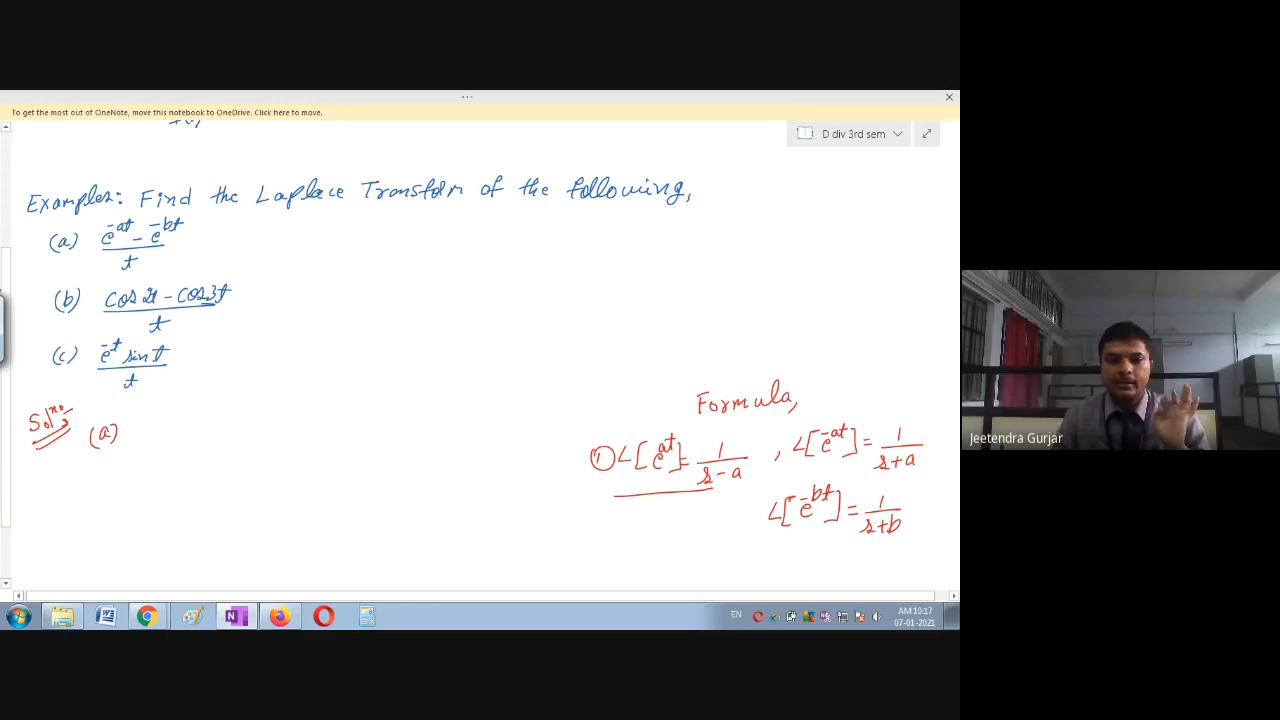 To get the most out of OneNote, move this notebook to OneDrive. Click here to move.
D div 3rd sem
Examples: Find the Laplace Transform of the following,
(a) e^-at - e^-bt / t
(b) cos 2t - cos 3t / t
(c) e^-t sin t / t
Sol^no (a)
Formula,
① L[e^at] = 1/s-a , L[e^-at] = 1/s+a
L[e^-bt] = 1/s+b
Jeetendra Gurjar
EN
AM 10:17
07-01-2021